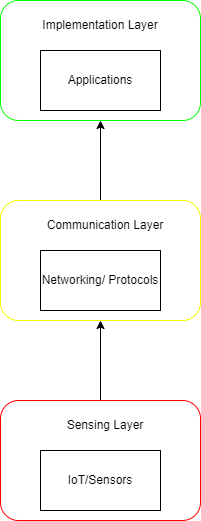 Implementation Layer
Applications
Communication Layer
Networking/ Protocols
Sensing Layer
IoT/Sensors